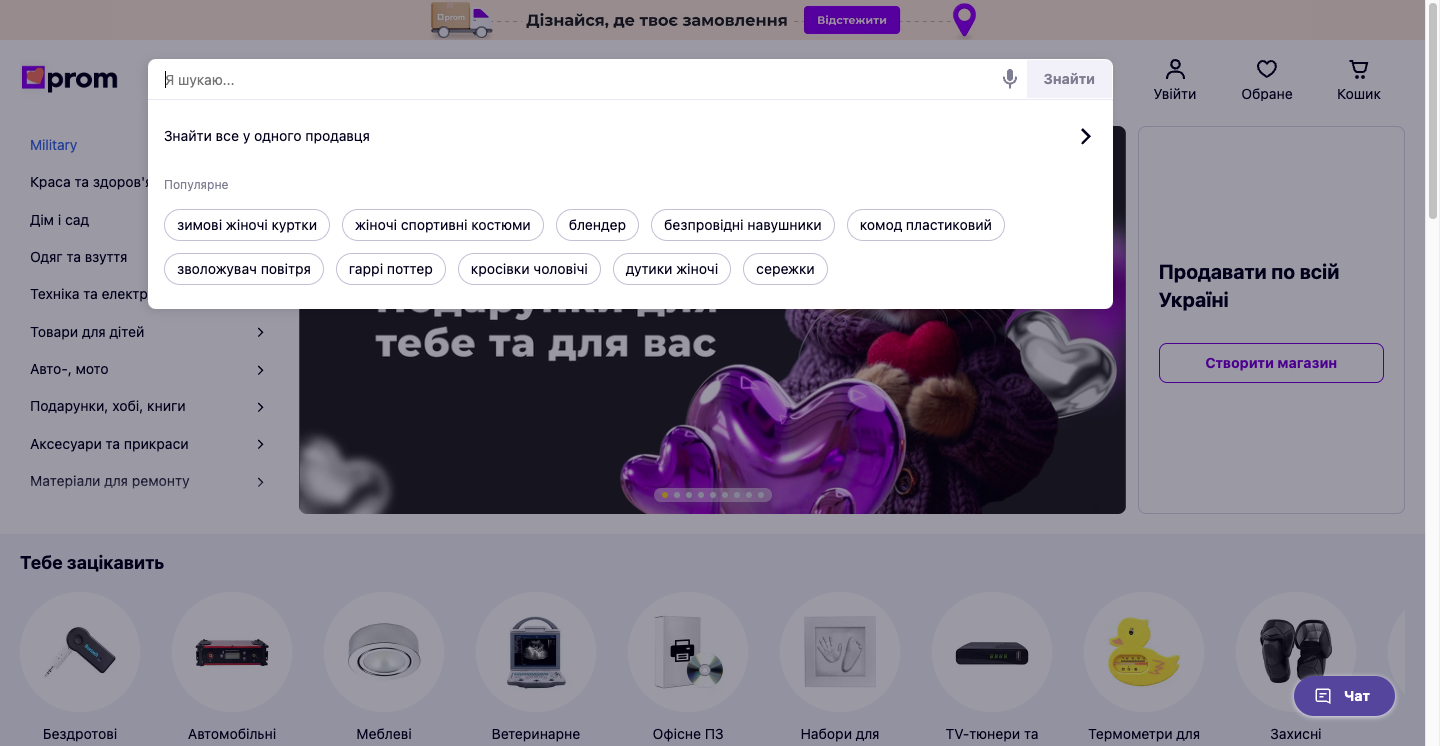 prom
Дізнайся, де твоє замовлення
Відстежити
prom
Я шукаю...
Знайти
Увійти
Обране
Кошик
Знайти все у одного продавця
Популярне
зимові жіночі куртки
жіночі спортивні костюми
блендер
безпровідні навушники
комод пластиковий
зволожувач повітря
гаррі поттер
кросівки чоловічі
дутики жіночі
сережки
Military
Краса та здоров'я
Дім і сад
Одяг та взуття
Техніка та електр
Товари для дітей
Авто-, мото
Подарунки, хобі, книги
Аксесуари та прикраси
Матеріали для ремонту
тебе та для вас
Продавати по всій
Україні
Створити магазин
Тебе зацікавить
Бездротові
Автомобільні
Меблеві
Ветеринарне
Офісне ПЗ
Набори для
TV-тюнери та
Термометри для
Захисні
Чат